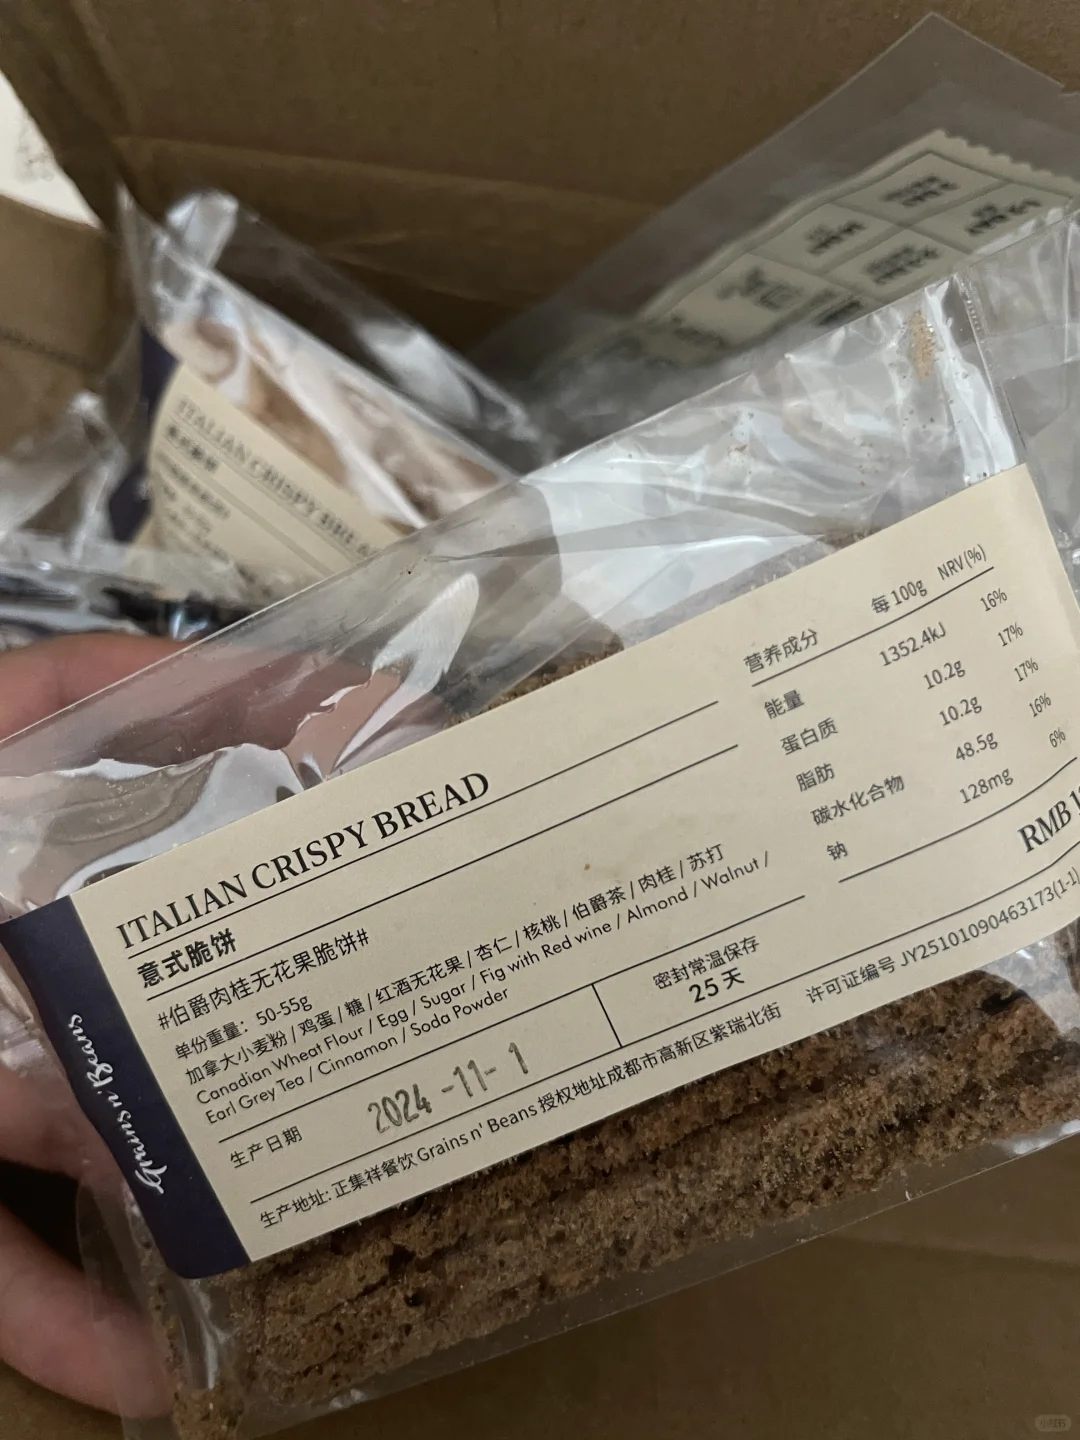 ITALIAN CRISPY BREAD
意式脆饼
#伯爵肉桂无花果脆饼#
单份重量：50-55g
加拿大小麦粉 / 鸡蛋 / 糖 / 红酒无花果 / 杏仁 / 核桃 / 伯爵茶 / 肉桂 / 苏打
Canadian Wheat Flour / Egg / Sugar / Fig with Red wine / Almond / Walnut /
Earl Grey Tea / Cinnamon / Soda Powder
生产日期 2024-11-1
密封常温保存
25 天
生产地址: 正集祥餐饮 Grains n' Beans 授权地址成都市高新区紫瑞北街
许可证编号 JY25101090463173(1-1)
营养成分 每 100g NRV(%)
能量 1352.4kJ 16%
蛋白质 10.2g 17%
脂肪 10.2g 17%
碳水化合物 48.5g 16%
钠 128mg 6%
RMB
Grains n' Beans
ITALIAN CRISPY BREAD
小红书